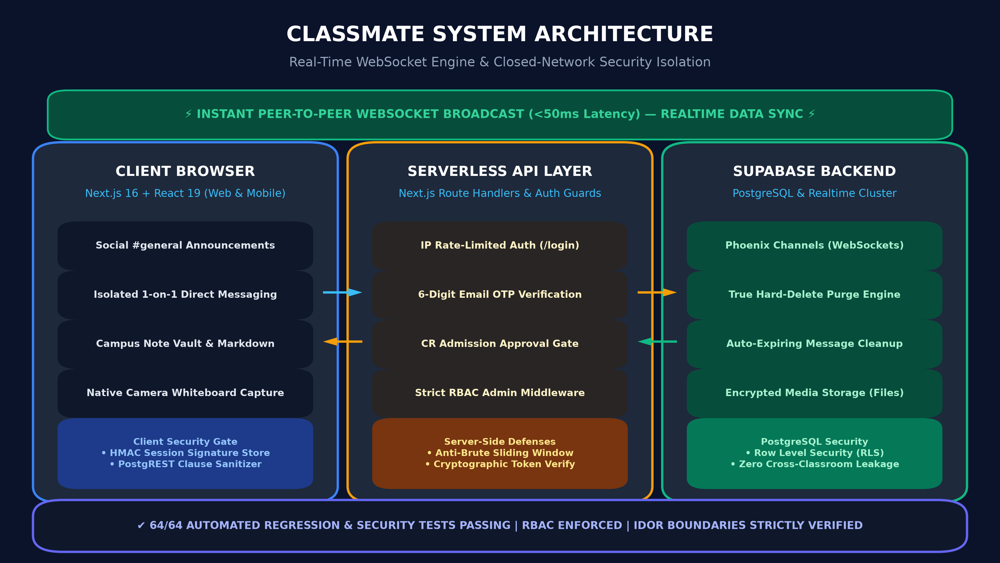 CLASSMATE SYSTEM ARCHITECTURE
Real-Time WebSocket Engine & Closed-Network Security Isolation
⚡ INSTANT PEER-TO-PEER WEBSOCKET BROADCAST (<50ms Latency) — REALTIME DATA SYNC ⚡
CLIENT BROWSER
Next.js 16 + React 19 (Web & Mobile)
Social #general Announcements
Isolated 1-on-1 Direct Messaging
Campus Note Vault & Markdown
Native Camera Whiteboard Capture
Client Security Gate
• HMAC Session Signature Store
• PostgREST Clause Sanitizer
SERVERLESS API LAYER
Next.js Route Handlers & Auth Guards
IP Rate-Limited Auth (/login)
6-Digit Email OTP Verification
CR Admission Approval Gate
Strict RBAC Admin Middleware
Server-Side Defenses
• Anti-Brute Sliding Window
• Cryptographic Token Verify
SUPABASE BACKEND
PostgreSQL & Realtime Cluster
Phoenix Channels (WebSockets)
True Hard-Delete Purge Engine
Auto-Expiring Message Cleanup
Encrypted Media Storage (Files)
PostgreSQL Security
• Row Level Security (RLS)
• Zero Cross-Classroom Leakage
✔ 64/64 AUTOMATED REGRESSION & SECURITY TESTS PASSING | RBAC ENFORCED | IDOR BOUNDARIES STRICTLY VERIFIED